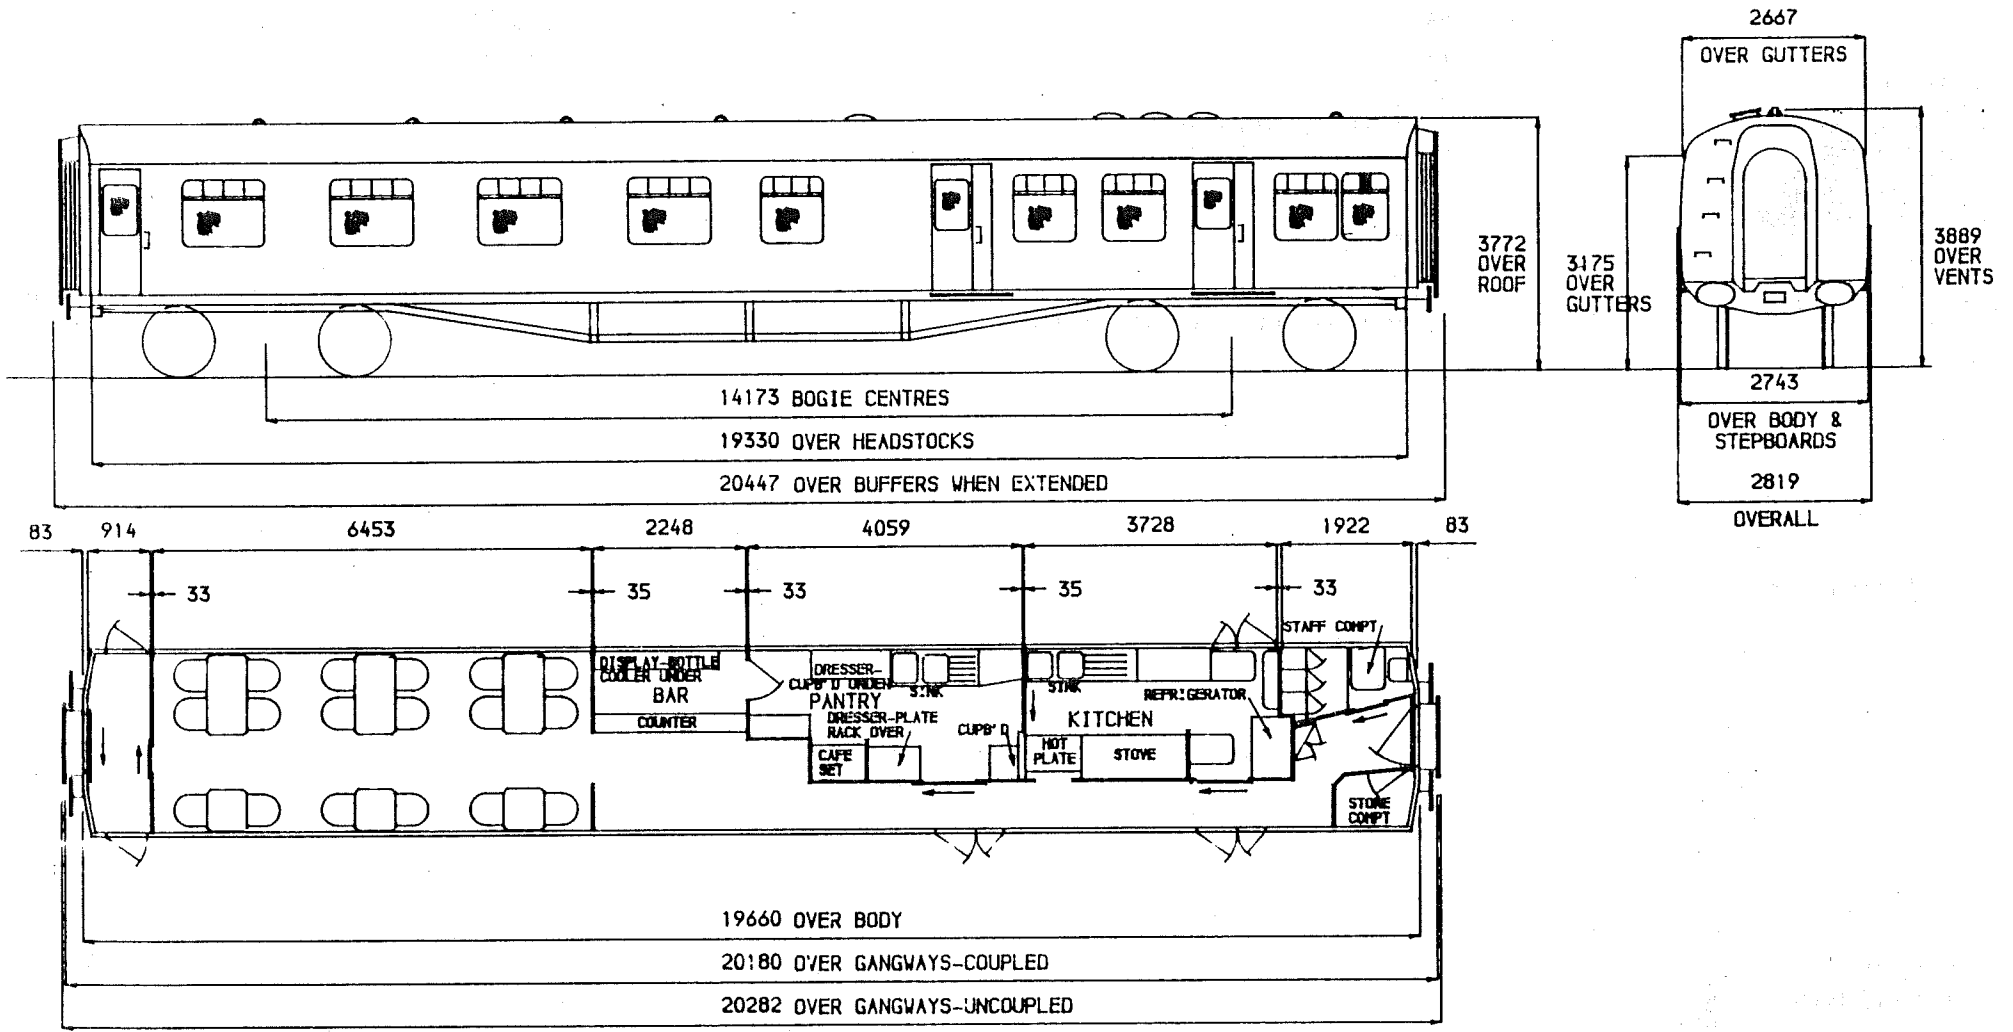 2667
OVER GUTTERS
3772
OVER
ROOF
3175
OVER
GUTTERS
3889
OVER
VENTS
14173 BOGIE CENTRES
19330 OVER HEADSTOCKS
20447 OVER BUFFERS WHEN EXTENDED
2743
OVER BODY &
STEPBOARDS
2819
OVERALL
83
914
6453
2248
4059
3728
1922
83
33
35
33
35
33
STAFF COMPT
DISPLAY-BOTTLE
COOLER UNDER
BAR
COUNTER
DRESSER-
CUPB'D UNDER
PANTRY
SINK
DRESSER-PLATE
RACK OVER
CUPB'D
CAFE
SET
SINK
REFRIGERATOR
KITCHEN
HOT
PLATE
STOVE
STORE
COMPT
19660 OVER BODY
20180 OVER GANGWAYS-COUPLED
20282 OVER GANGWAYS-UNCOUPLED